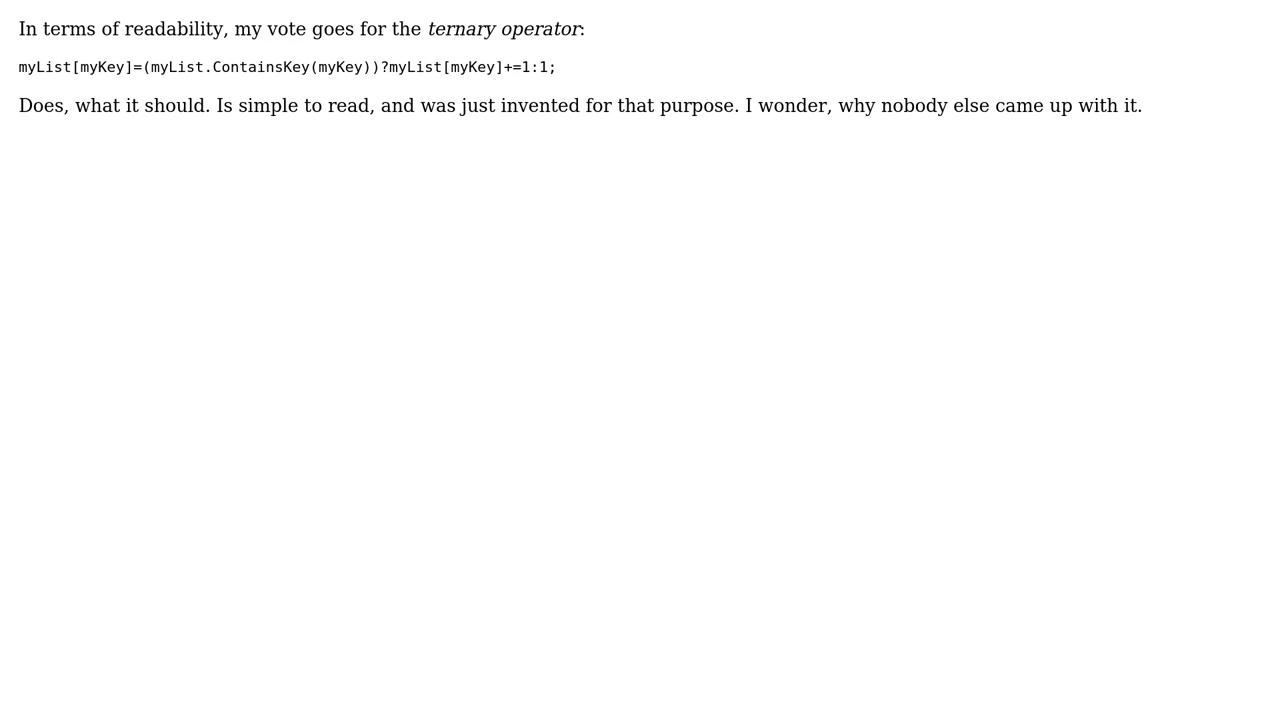 In terms of readability, my vote goes for the ternary operator:
myList[myKey]=(myList.ContainsKey(myKey))?myList[myKey]+=1:1;
Does, what it should. Is simple to read, and was just invented for that purpose. I wonder, why nobody else came up with it.